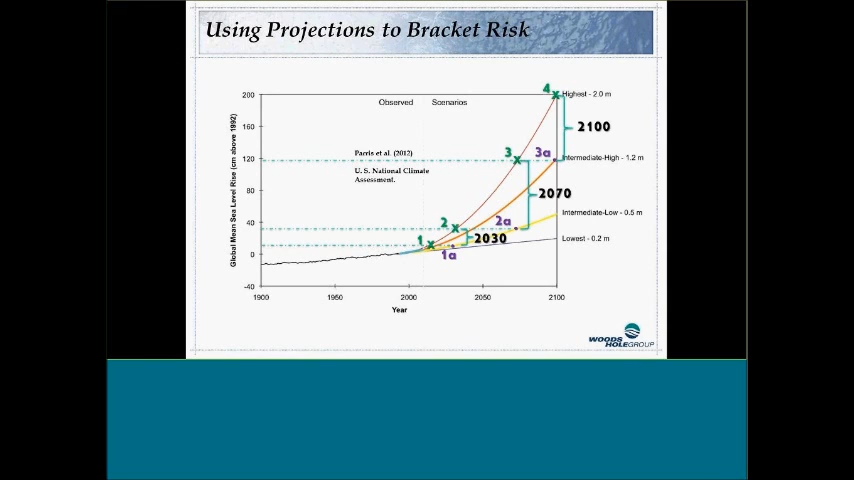 Using Projections to Bracket Risk
Global Mean Sea Level Rise (cm above 1992)
200
160
120
80
40
0
-40
1900
1950
2000
2050
2100
Year
Observed
Scenarios
Parris et al. (2012)
U. S. National Climate
Assessment.
4
Highest - 2.0 m
2100
3
3a
Intermediate-High - 1.2 m
2070
Intermediate-Low - 0.5 m
2
2a
1
2030
Lowest - 0.2 m
1a
WOODS
HOLEGROUP